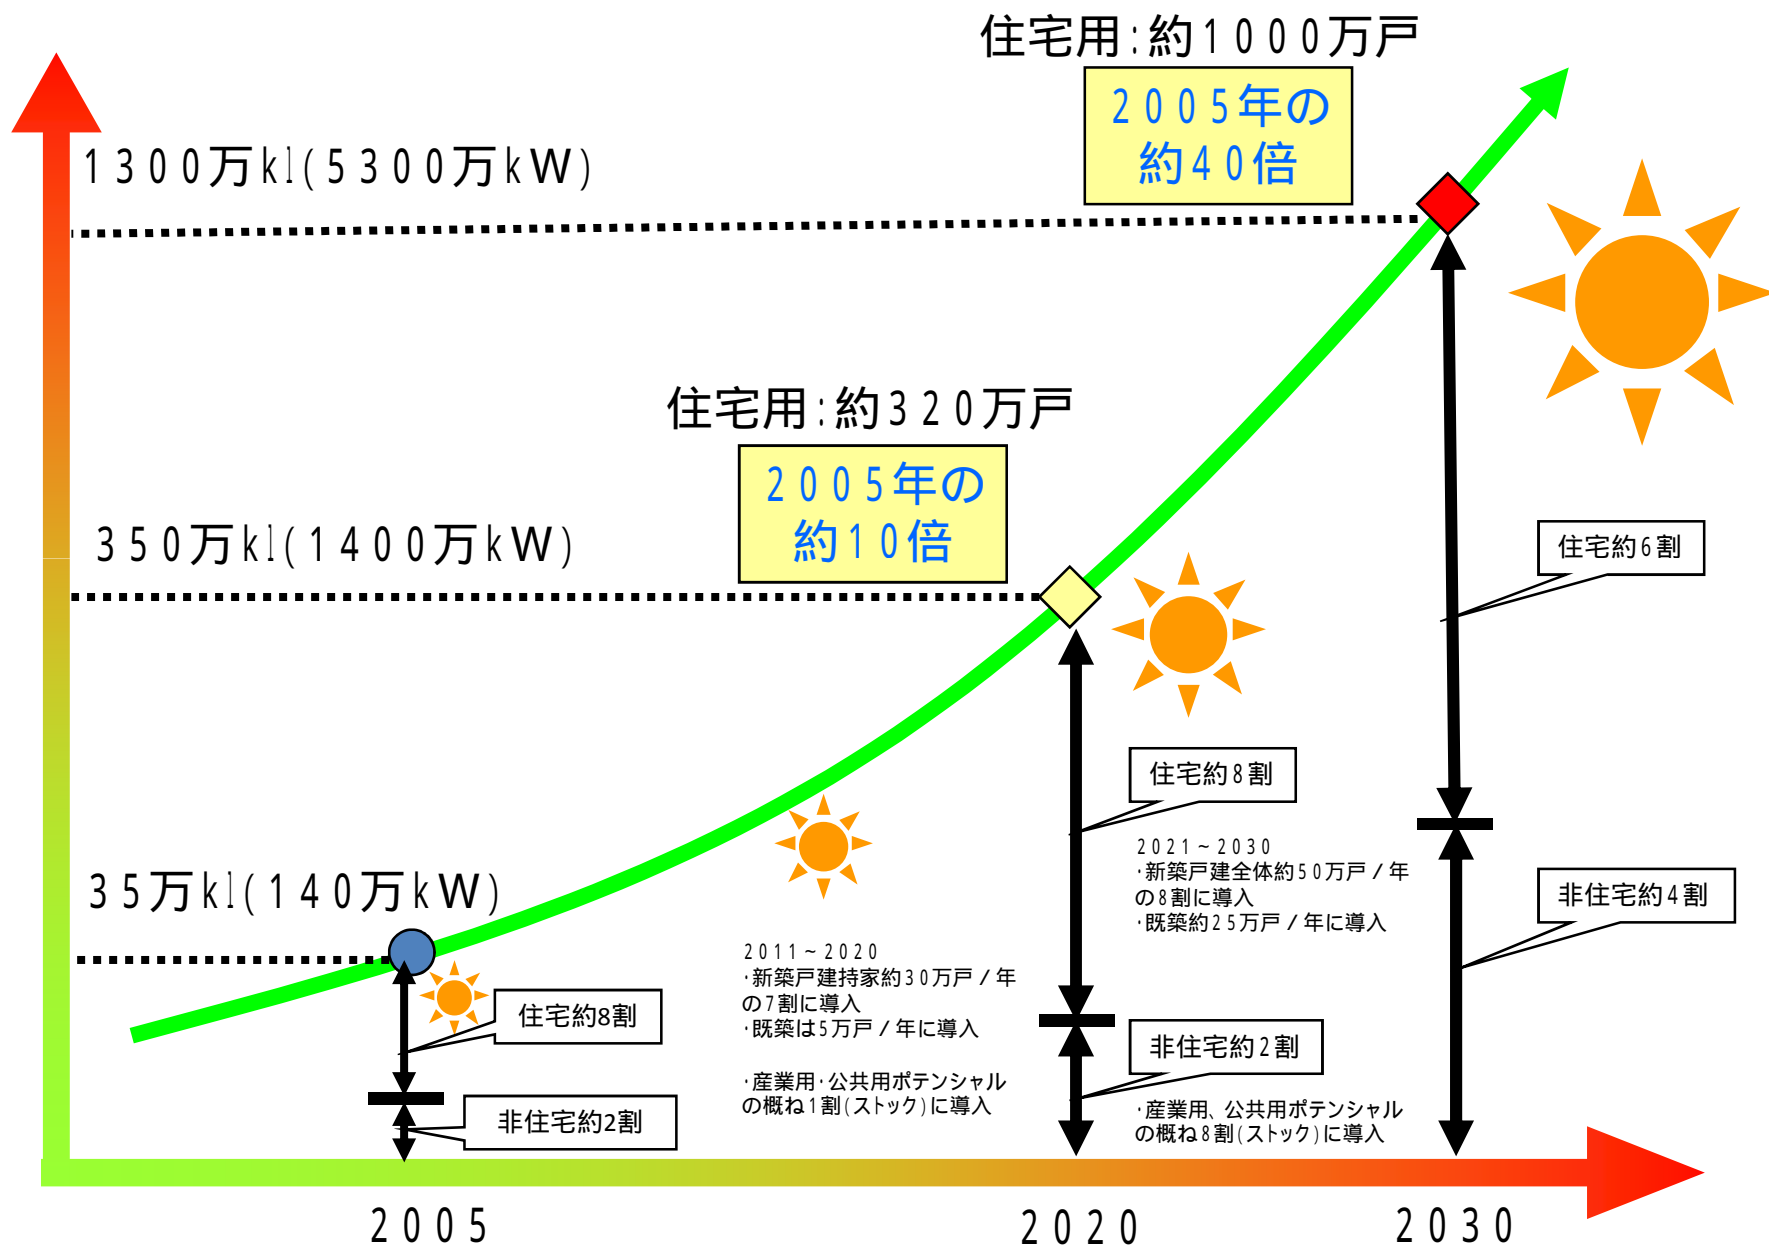 住宅用:約1000万戸
2005年の
約40倍
1300万kl(5300万kW)
住宅用:約320万戸
2005年の
約10倍
350万kl(1400万kW)
住宅約6割
住宅約8割
2021~2030
・新築戸建全体約50万戸/年
の8割に導入
・既築約25万戸/年に導入
35万kl(140万kW)
非住宅約4割
2011~2020
・新築戸建持家約30万戸/年
の7割に導入
・既築は5万戸/年に導入
・産業用・公共用ポテンシャル
の概ね1割(ストック)に導入
住宅約8割
非住宅約2割
非住宅約2割
・産業用、公共用ポテンシャル
の概ね8割(ストック)に導入
2005
2020
2030